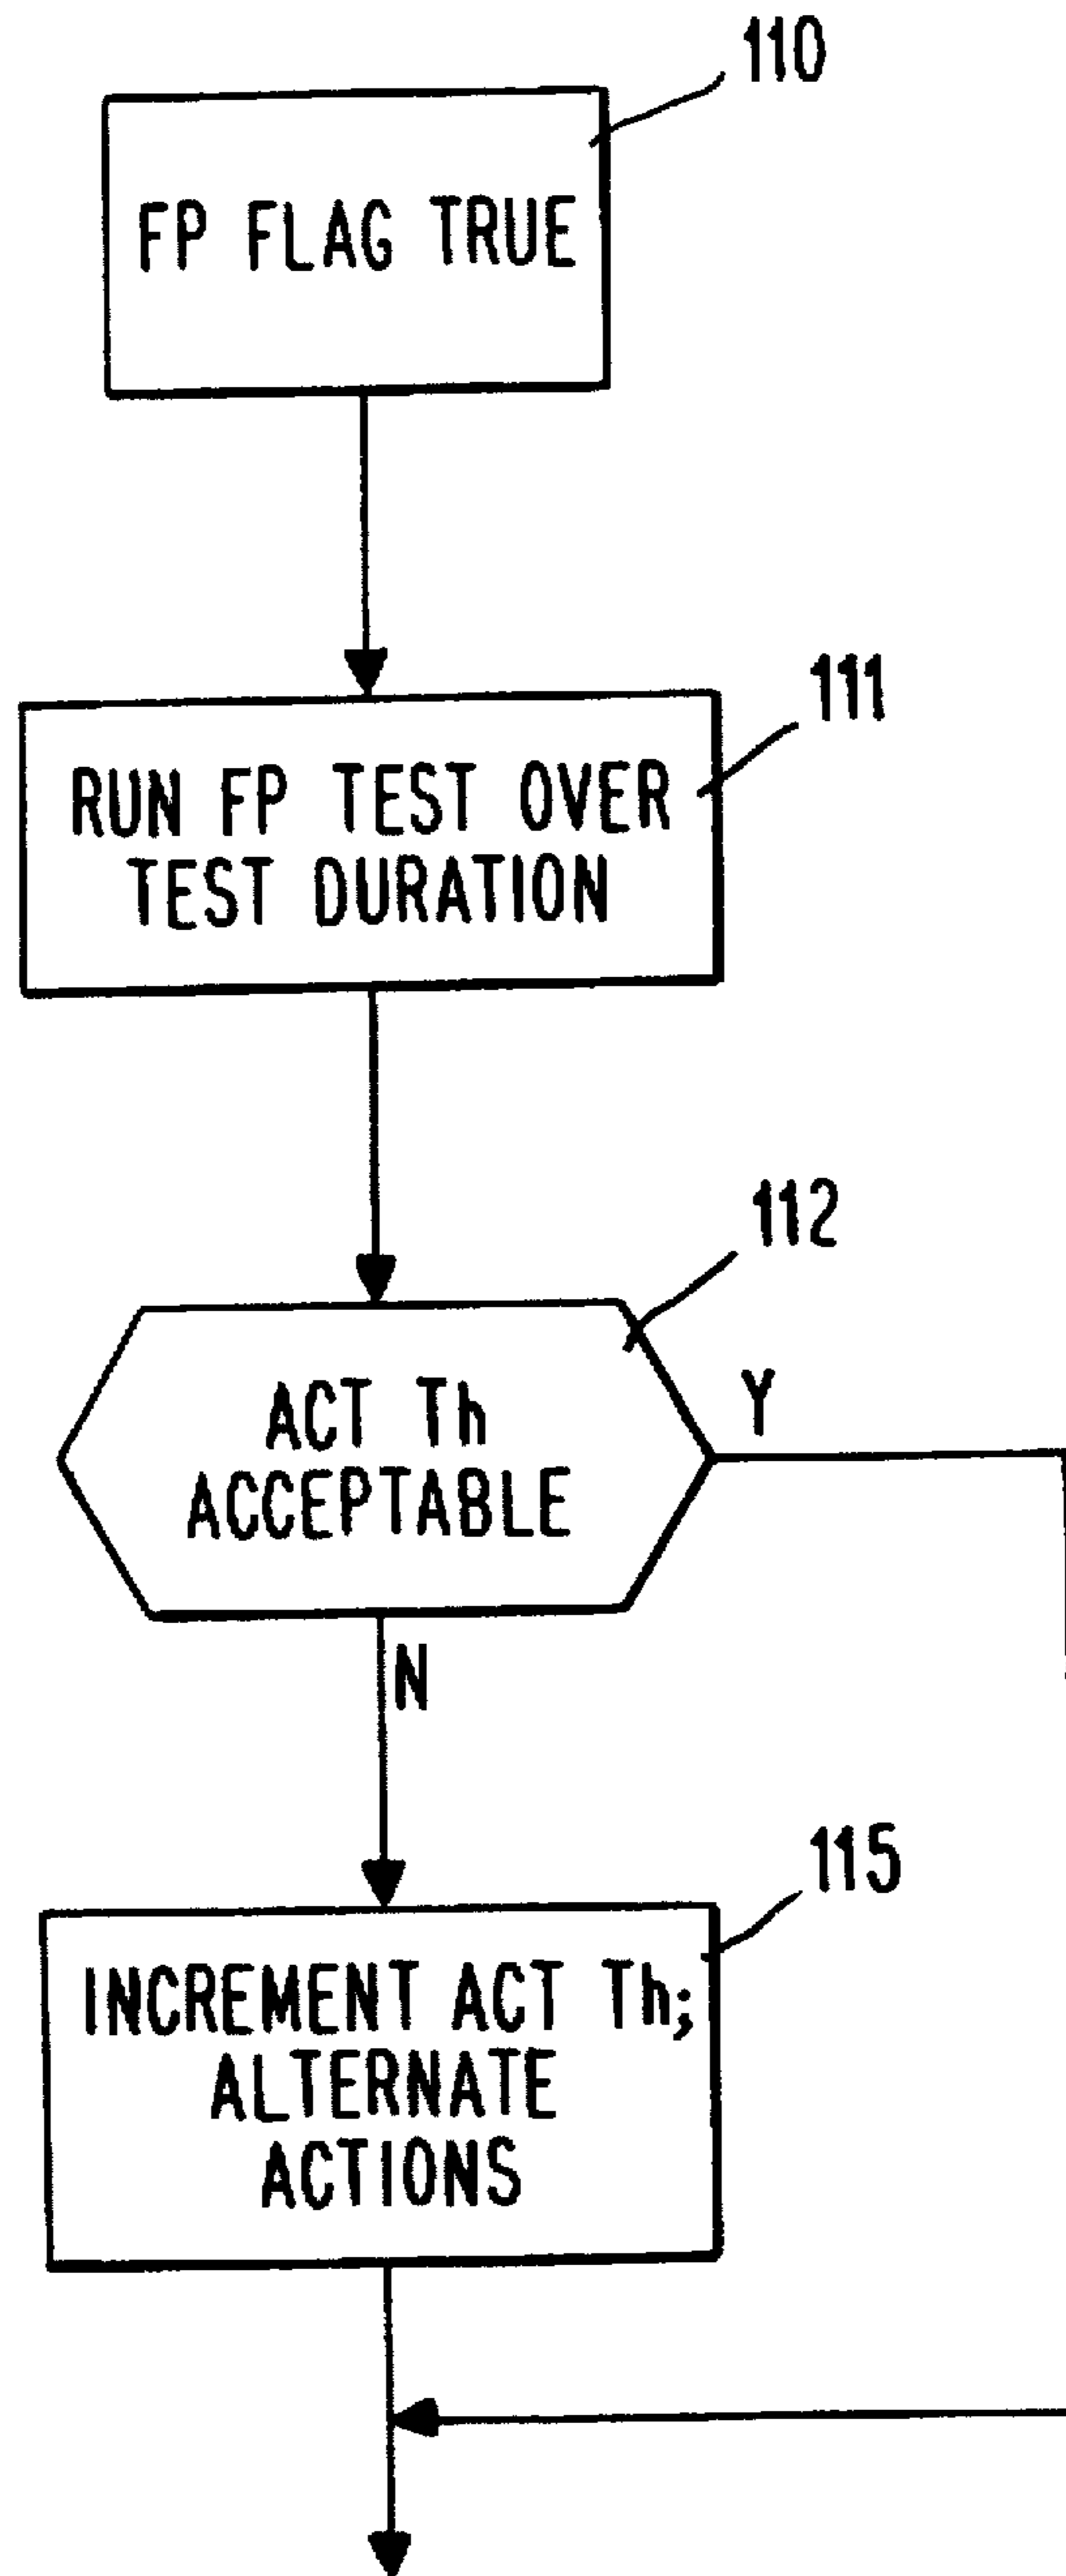 110
FP FLAG TRUE
111
RUN FP TEST OVER
TEST DURATION
112
ACT Th
ACCEPTABLE
Y
N
115
INCREMENT ACT Th;
ALTERNATE
ACTIONS